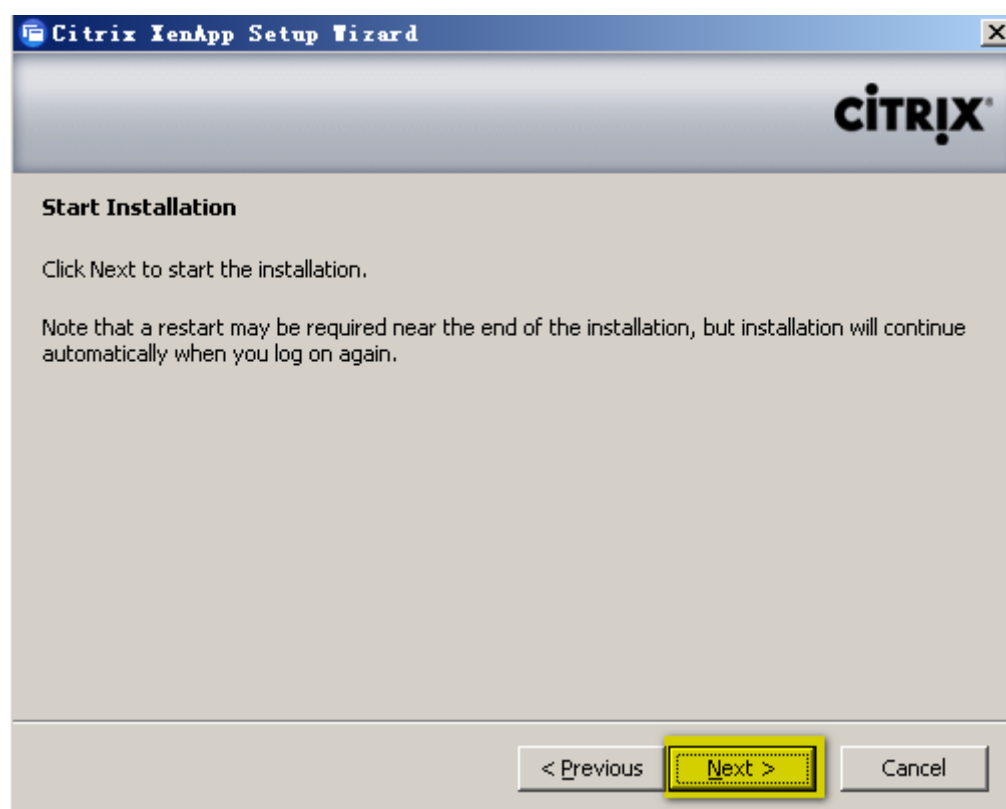 Citrix XenApp Setup Wizard
CITRIX
Start Installation
Click Next to start the installation.
Note that a restart may be required near the end of the installation, but installation will continue
automatically when you log on again.
< Previous Next > Cancel